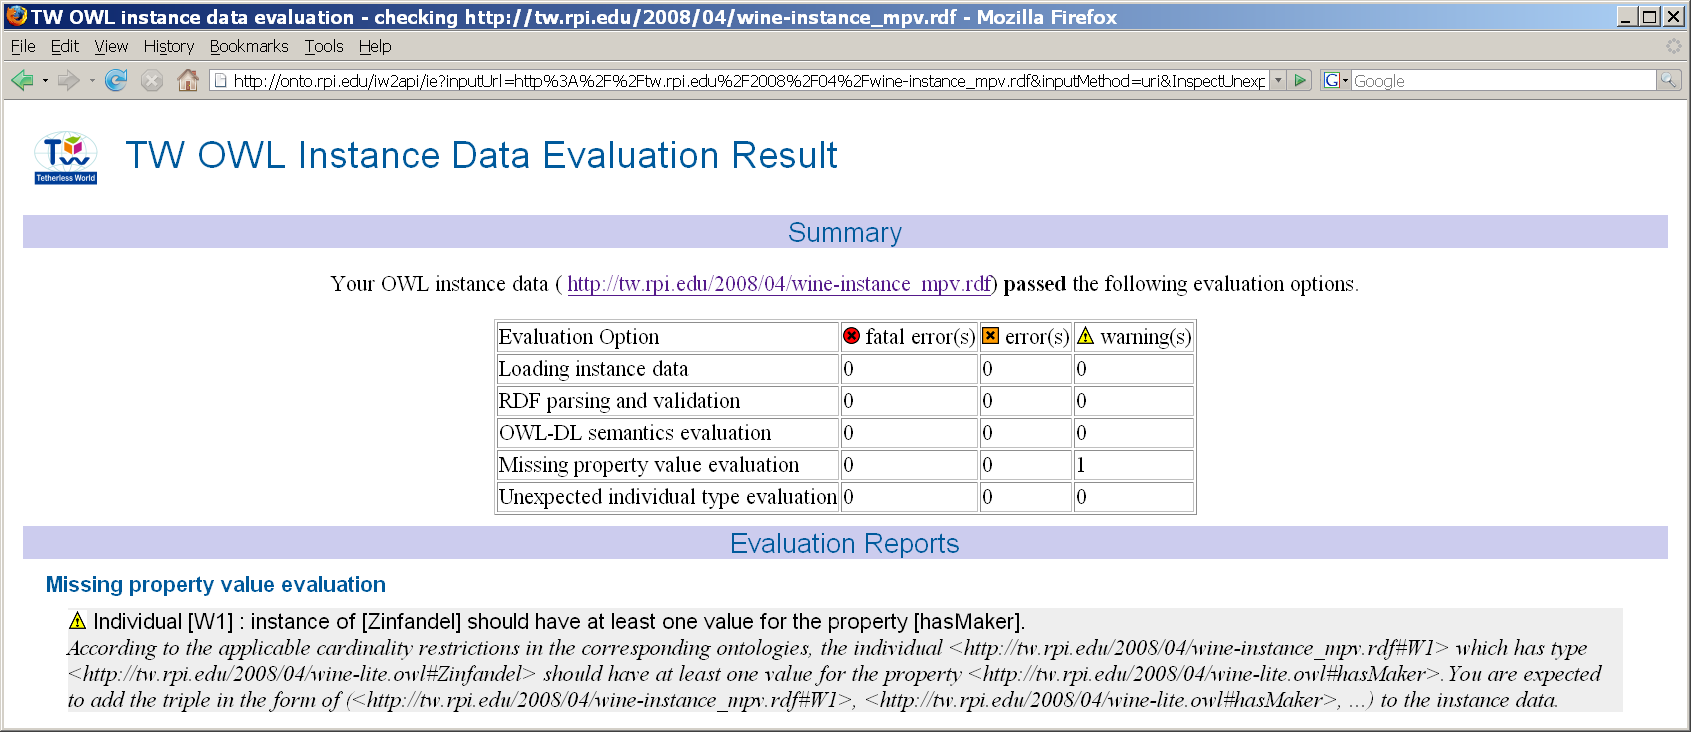 TW OWL instance data evaluation - checking http://tw.rpi.edu/2008/04/wine-instance_mpv.rdf - Mozilla Firefox
File Edit View History Bookmarks Tools Help
http://onto.rpi.edu/iw2api/ie?inputUrl=http%3A%2F%2Ftw.rpi.edu%2F2008%2F04%2Fwine-instance_mpv.rdf&inputMethod=uri&InspectUnexp G Google
TW Tetherless World
TW OWL Instance Data Evaluation Result
Summary
Your OWL instance data ( http://tw.rpi.edu/2008/04/wine-instance_mpv.rdf) passed the following evaluation options.
Evaluation Option fatal error(s) error(s) warning(s)
Loading instance data 0 0 0
RDF parsing and validation 0 0 0
OWL-DL semantics evaluation 0 0 0
Missing property value evaluation 0 0 1
Unexpected individual type evaluation 0 0 0
Evaluation Reports
Missing property value evaluation
Individual [W1] : instance of [Zinfandel] should have at least one value for the property [hasMaker].
According to the applicable cardinality restrictions in the corresponding ontologies, the individual <http://tw.rpi.edu/2008/04/wine-instance_mpv.rdf#W1> which has type
<http://tw.rpi.edu/2008/04/wine-lite.owl#Zinfandel> should have at least one value for the property <http://tw.rpi.edu/2008/04/wine-lite.owl#hasMaker>. You are expected
to add the triple in the form of (<http://tw.rpi.edu/2008/04/wine-instance_mpv.rdf#W1>, <http://tw.rpi.edu/2008/04/wine-lite.owl#hasMaker>, ...) to the instance data.